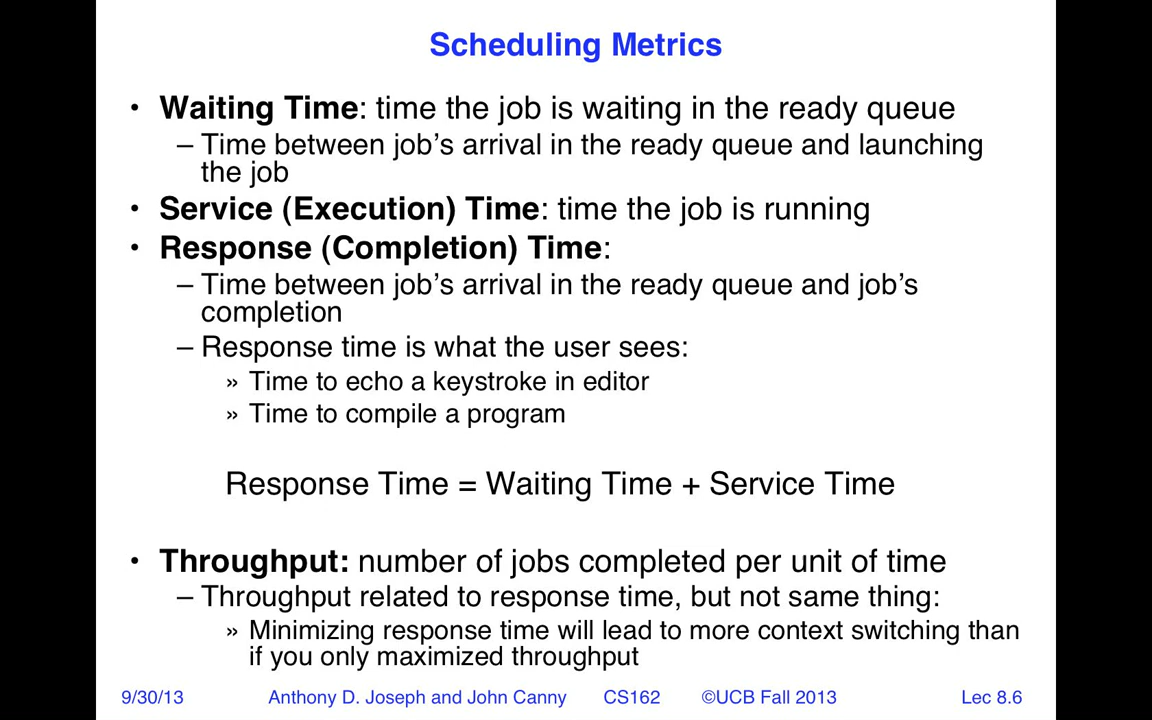 Scheduling Metrics
• Waiting Time: time the job is waiting in the ready queue
– Time between job's arrival in the ready queue and launching
the job
• Service (Execution) Time: time the job is running
• Response (Completion) Time:
– Time between job's arrival in the ready queue and job's
completion
– Response time is what the user sees:
» Time to echo a keystroke in editor
» Time to compile a program
Response Time = Waiting Time + Service Time
• Throughput: number of jobs completed per unit of time
– Throughput related to response time, but not same thing:
» Minimizing response time will lead to more context switching than
if you only maximized throughput
9/30/13 Anthony D. Joseph and John Canny CS162 ©UCB Fall 2013 Lec 8.6